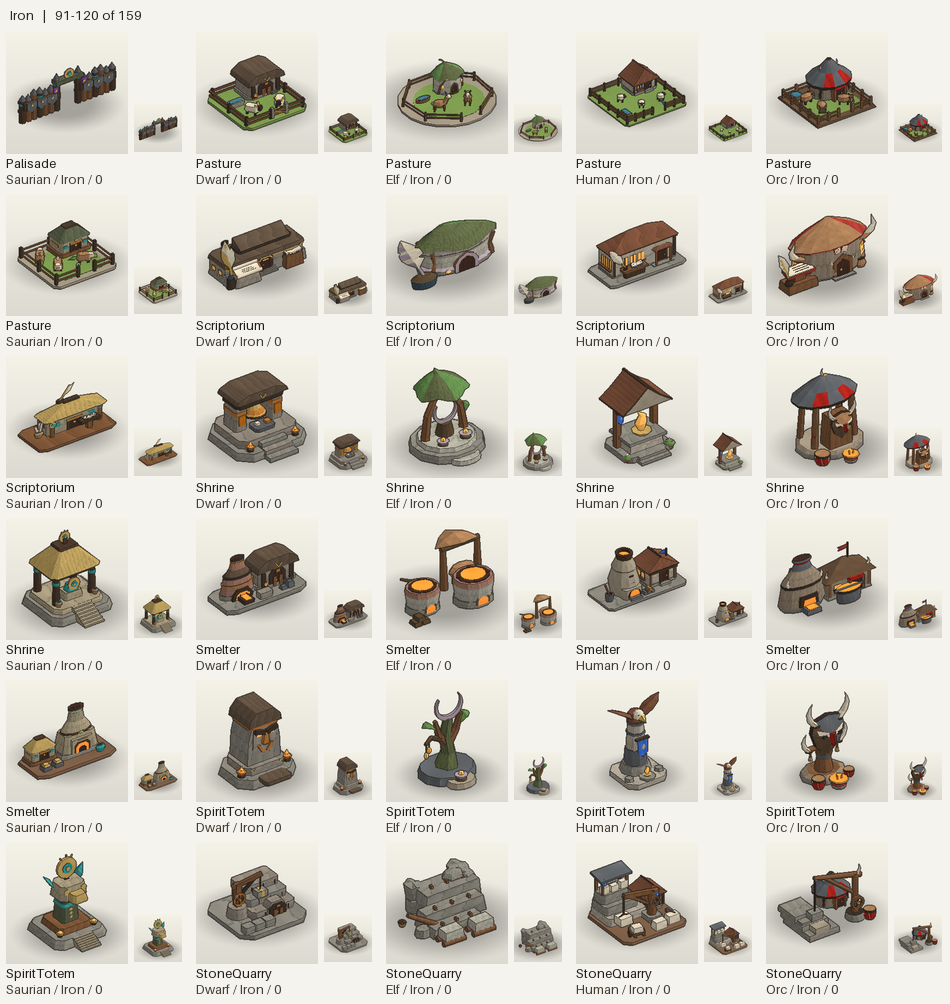 Iron | 91-120 of 159
Palisade
Saurian / Iron / 0
Pasture
Dwarf / Iron / 0
Pasture
Elf / Iron / 0
Pasture
Human / Iron / 0
Pasture
Orc / Iron / 0
Pasture
Saurian / Iron / 0
Scriptorium
Dwarf / Iron / 0
Scriptorium
Elf / Iron / 0
Scriptorium
Human / Iron / 0
Scriptorium
Orc / Iron / 0
Scriptorium
Saurian / Iron / 0
Shrine
Dwarf / Iron / 0
Shrine
Elf / Iron / 0
Shrine
Human / Iron / 0
Shrine
Orc / Iron / 0
Shrine
Saurian / Iron / 0
Smelter
Dwarf / Iron / 0
Smelter
Elf / Iron / 0
Smelter
Human / Iron / 0
Smelter
Orc / Iron / 0
Smelter
Saurian / Iron / 0
SpiritTotem
Dwarf / Iron / 0
SpiritTotem
Elf / Iron / 0
SpiritTotem
Human / Iron / 0
SpiritTotem
Orc / Iron / 0
SpiritTotem
Saurian / Iron / 0
StoneQuarry
Dwarf / Iron / 0
StoneQuarry
Elf / Iron / 0
StoneQuarry
Human / Iron / 0
StoneQuarry
Orc / Iron / 0